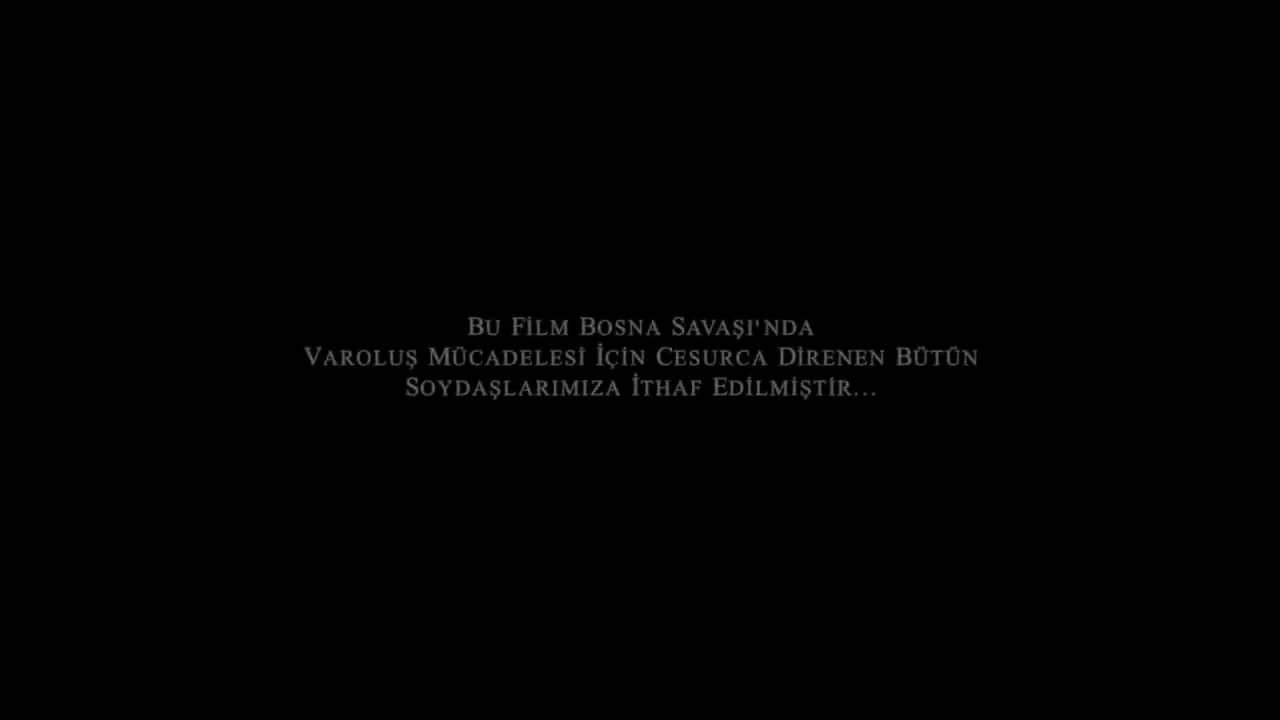 Bu Film Bosna Savaşı'nda
Varoluş Mücadelesi İçin Cesurca Direnen Bütün
Soydaşlarımıza İthaf Edilmiştir...